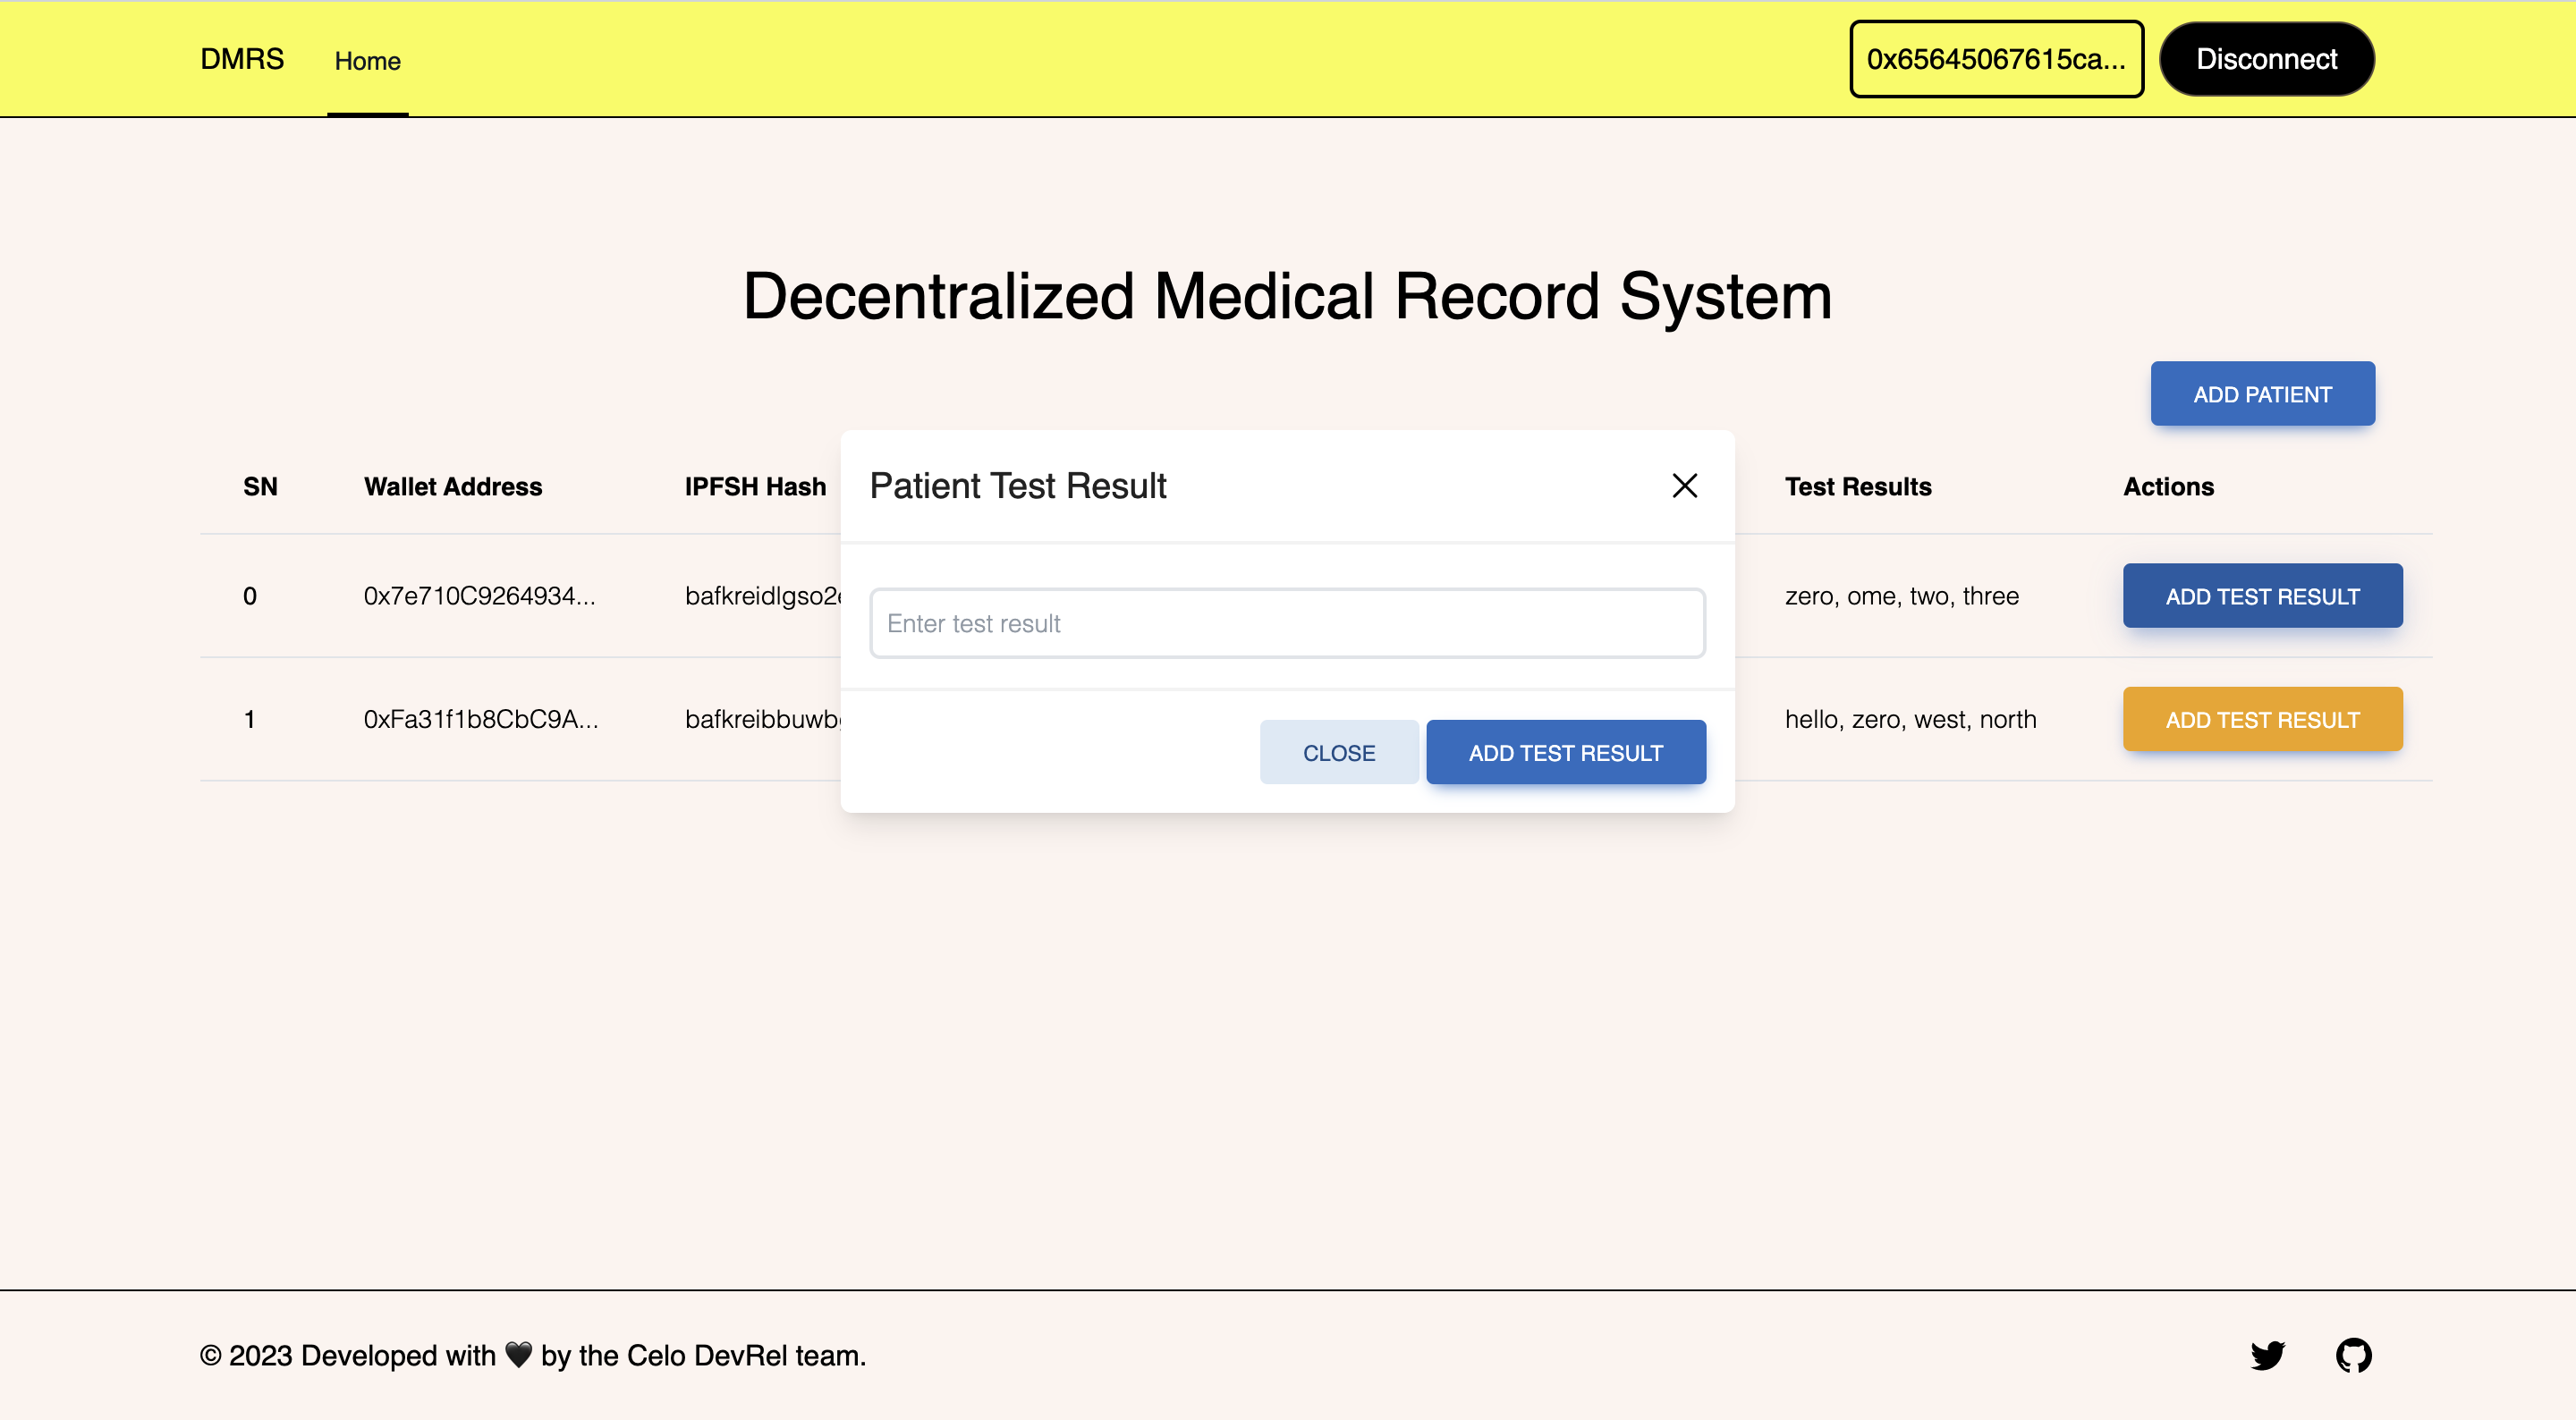 DMRS Home 0x65645067615ca... Disconnect
Decentralized Medical Record System
ADD PATIENT
SN Wallet Address IPFSH Hash Test Results Actions
0 0x7e710C9264934... bafkreidlgso2 zero, ome, two, three ADD TEST RESULT
1 0xFa31f1b8CbC9A... bafkreibbuwb hello, zero, west, north ADD TEST RESULT
Patient Test Result
Enter test result
CLOSE ADD TEST RESULT
© 2023 Developed with 🖤 by the Celo DevRel team.